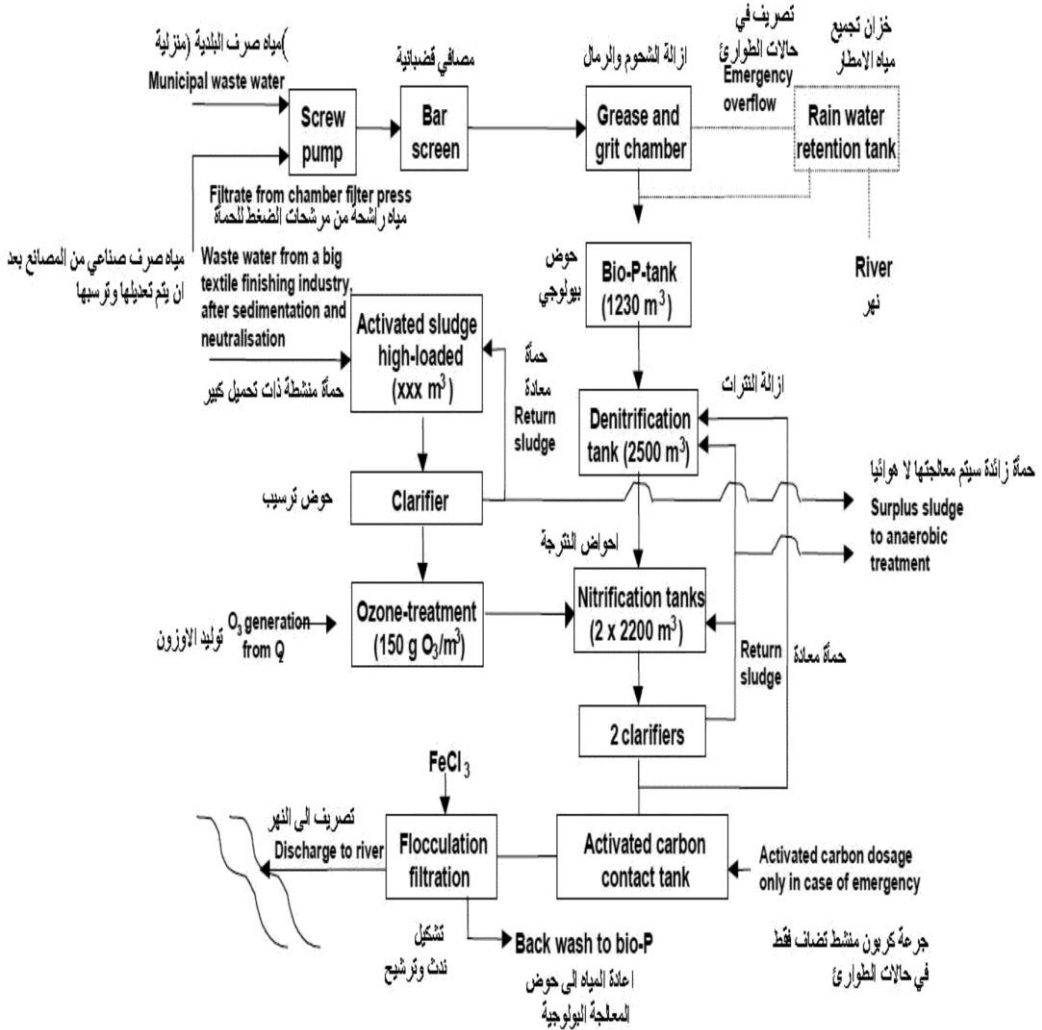 مياه صرف البلدية (منزلية(
Municipal waste water
مصافي قضبانية
ازالة الشحوم والرمال
تصريف في
حالات الطوارئ
Emergency
overflow
خزان تجميع
مياه الامطار
Screw
pump
Bar
screen
Grease and
grit chamber
Rain water
retention tank
Filtrate from chamber filter press
مياه راشحة من مرشحات الضغط للحمأة
مياه صرف صناعي من المصانع بعد
ان يتم تعديلها وترسبها
Waste water from a big
textile finishing industry,
after sedimentation and
neutralisation
حمأة منشطة ذات تحميل كبير
Activated sludge
high-loaded
(xxx m³)
حوض
بيولوجي
Bio-P-tank
(1230 m³)
River
نهر
حمأة
معادة
Return
sludge
ازالة النترات
Denitrification
tank (2500 m³)
حوض ترسيب
Clarifier
حمأة زائدة سيتم معالجتها لا هوائيا
Surplus sludge
to anaerobic
treatment
احواض النترجة
Nitrification tanks
(2 x 2200 m³)
توليد الاوزون
O₃ generation
from Q
Ozone-treatment
(150 g O₃/m³)
Return
sludge
حمأة معادة
2 clarifiers
FeCl₃
تصريف الى النهر
Discharge to river
Flocculation
filtration
Activated carbon
contact tank
Activated carbon dosage
only in case of emergency
تشكيل
ندث وترشيح
Back wash to bio-P
اعادة المياه الى حوض
المعالجة البولوجية
جرعة كربون منشط تضاف فقط
في حالات الطوارئ